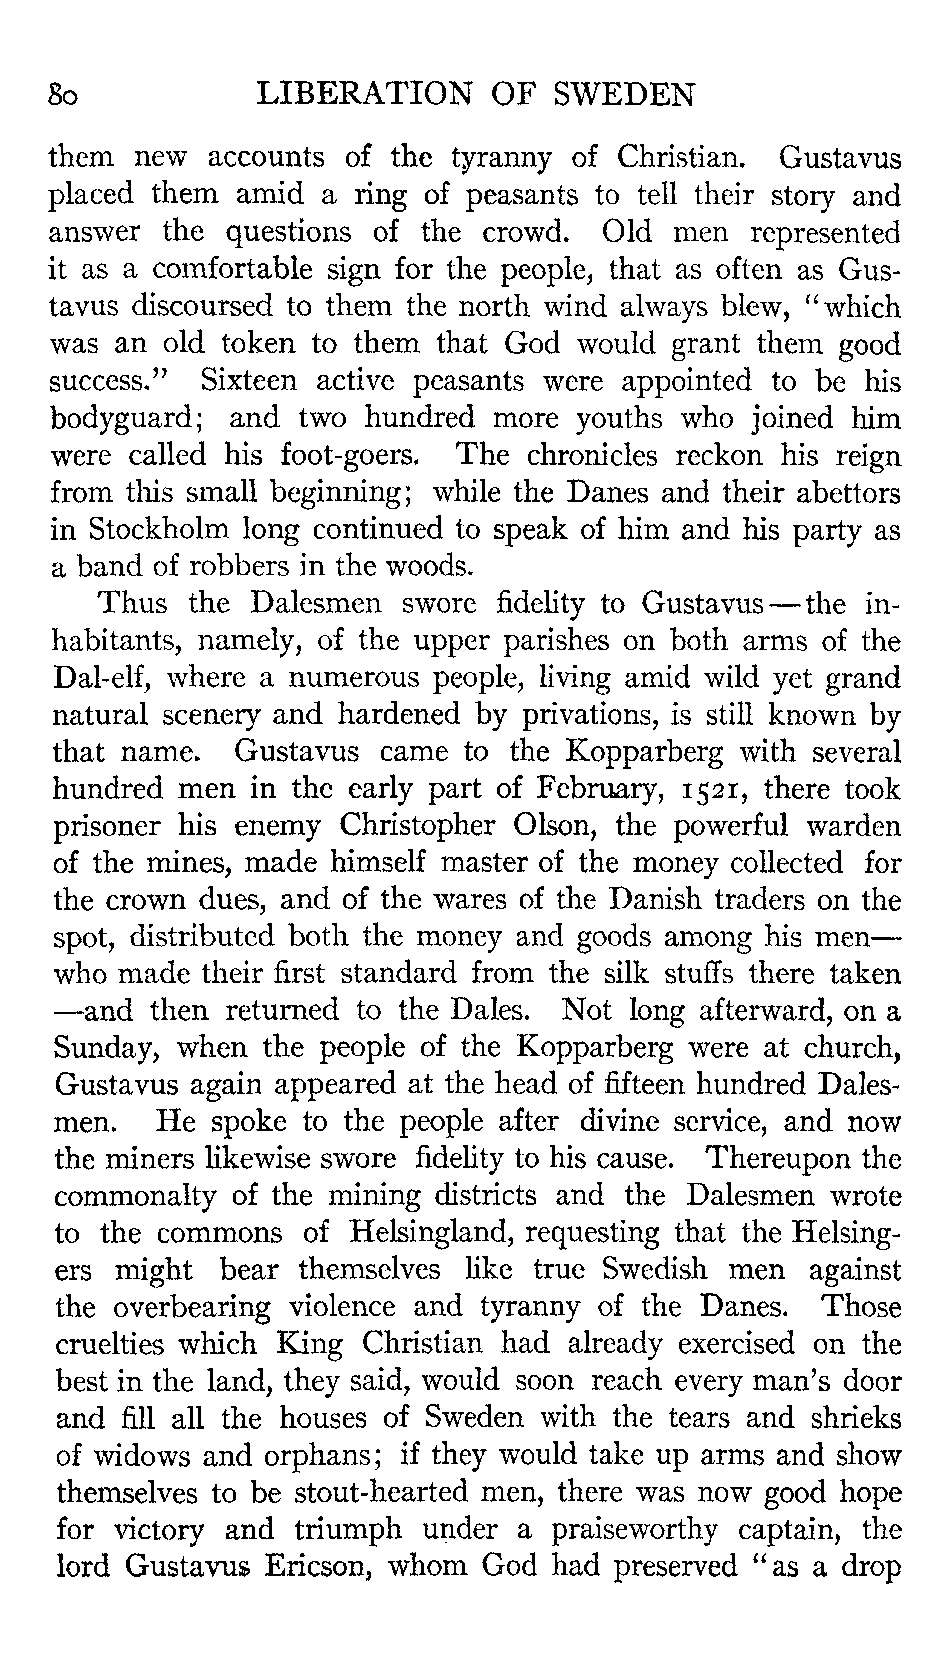 80 LIBERATION OF SWEDEN
them new accounts of the tyranny of Christian. Gustavus
placed them amid a ring of peasants to tell their story and
answer the questions of the crowd. Old men represented
it as a comfortable sign for the people, that as often as Gus-
tavus discoursed to them the north wind always blew, "which
was an old token to them that God would grant them good
success." Sixteen active peasants were appointed to be his
bodyguard; and two hundred more youths who joined him
were called his foot-goers. The chronicles reckon his reign
from this small beginning; while the Danes and their abettors
in Stockholm long continued to speak of him and his party as
a band of robbers in the woods.
Thus the Dalesmen swore fidelity to Gustavus—the in-
habitants, namely, of the upper parishes on both arms of the
Dal-elf, where a numerous people, living amid wild yet grand
natural scenery and hardened by privations, is still known by
that name. Gustavus came to the Kopparberg with several
hundred men in the early part of February, 1521, there took
prisoner his enemy Christopher Olson, the powerful warden
of the mines, made himself master of the money collected for
the crown dues, and of the wares of the Danish traders on the
spot, distributed both the money and goods among his men—
who made their first standard from the silk stuffs there taken
—and then returned to the Dales. Not long afterward, on a
Sunday, when the people of the Kopparberg were at church,
Gustavus again appeared at the head of fifteen hundred Dales-
men. He spoke to the people after divine service, and now
the miners likewise swore fidelity to his cause. Thereupon the
commonalty of the mining districts and the Dalesmen wrote
to the commons of Helsingland, requesting that the Helsing-
ers might bear themselves like true Swedish men against
the overbearing violence and tyranny of the Danes. Those
cruelties which King Christian had already exercised on the
best in the land, they said, would soon reach every man's door
and fill all the houses of Sweden with the tears and shrieks
of widows and orphans; if they would take up arms and show
themselves to be stout-hearted men, there was now good hope
for victory and triumph under a praiseworthy captain, the
lord Gustavus Ericson, whom God had preserved "as a drop